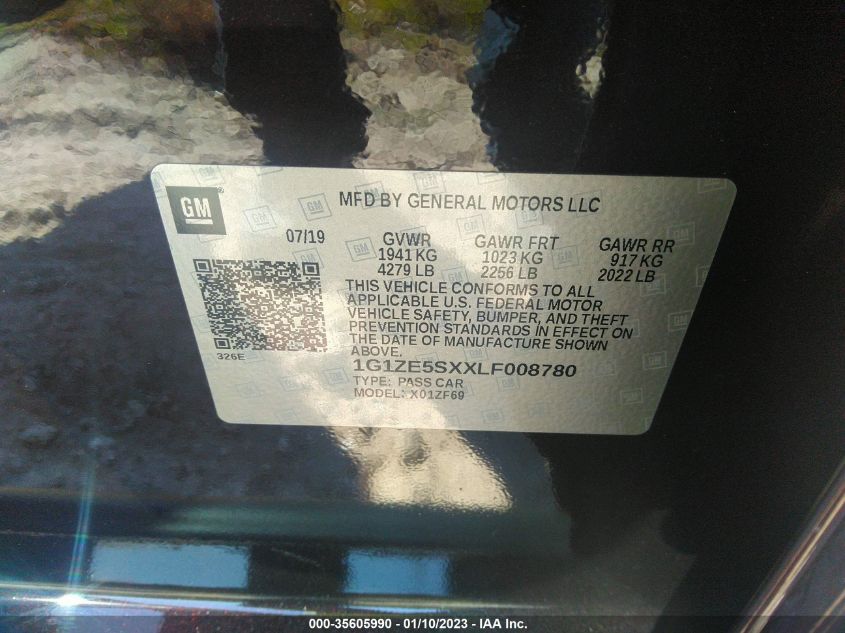 GM
MFD BY GENERAL MOTORS LLC
07/19 GVWR GAWR FRT GAWR RR
1941 KG 1023 KG 917 KG
4279 LB 2256 LB 2022 LB
THIS VEHICLE CONFORMS TO ALL
APPLICABLE U.S. FEDERAL MOTOR
VEHICLE SAFETY, BUMPER, AND THEFT
PREVENTION STANDARDS IN EFFECT ON
THE DATE OF MANUFACTURE SHOWN
ABOVE.
326E
1G1ZE5SXXLF008780
TYPE: PASS CAR
MODEL: X01ZF69
000-35605990 - 01/10/2023 - IAA Inc.